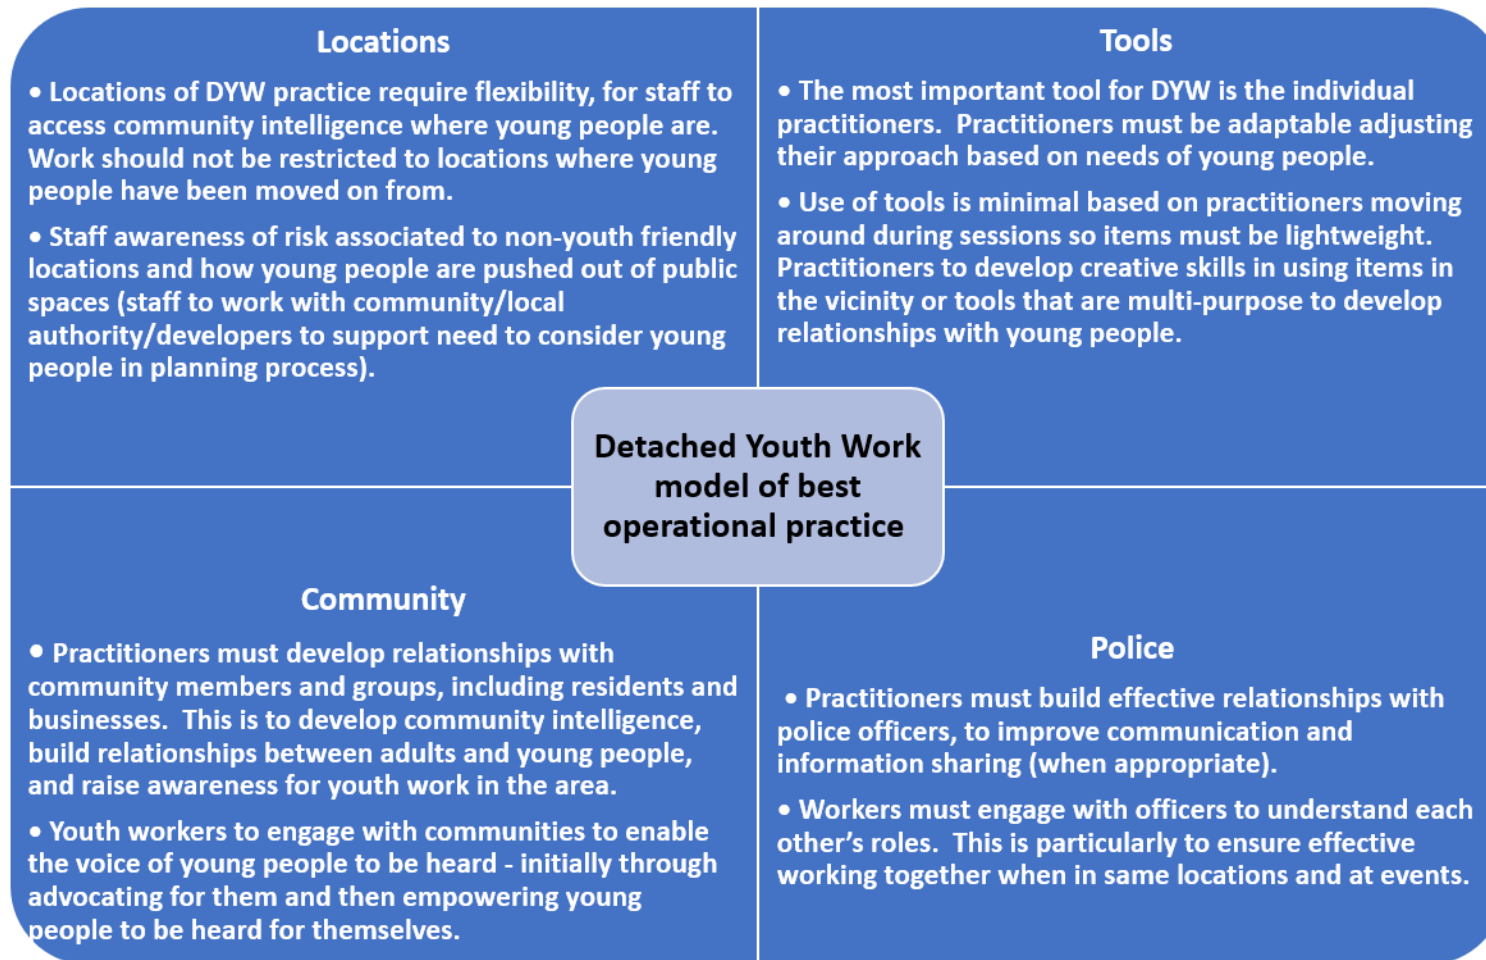 Locations
• Locations of DYW practice require flexibility, for staff to
access community intelligence where young people are.
Work should not be restricted to locations where young
people have been moved on from.
• Staff awareness of risk associated to non-youth friendly
locations and how young people are pushed out of public
spaces (staff to work with community/local
authority/developers to support need to consider young
people in planning process).
Tools
• The most important tool for DYW is the individual
practitioners.  Practitioners must be adaptable adjusting
their approach based on needs of young people.
• Use of tools is minimal based on practitioners moving
around during sessions so items must be lightweight.
Practitioners to develop creative skills in using items in
the vicinity or tools that are multi-purpose to develop
relationships with young people.
Detached Youth Work
model of best
operational practice
Community
• Practitioners must develop relationships with
community members and groups, including residents and
businesses.  This is to develop community intelligence,
build relationships between adults and young people,
and raise awareness for youth work in the area.
• Youth workers to engage with communities to enable
the voice of young people to be heard - initially through
advocating for them and then empowering young
people to be heard for themselves.
Police
• Practitioners must build effective relationships with
police officers, to improve communication and
information sharing (when appropriate).
• Workers must engage with officers to understand each
other’s roles.  This is particularly to ensure effective
working together when in same locations and at events.